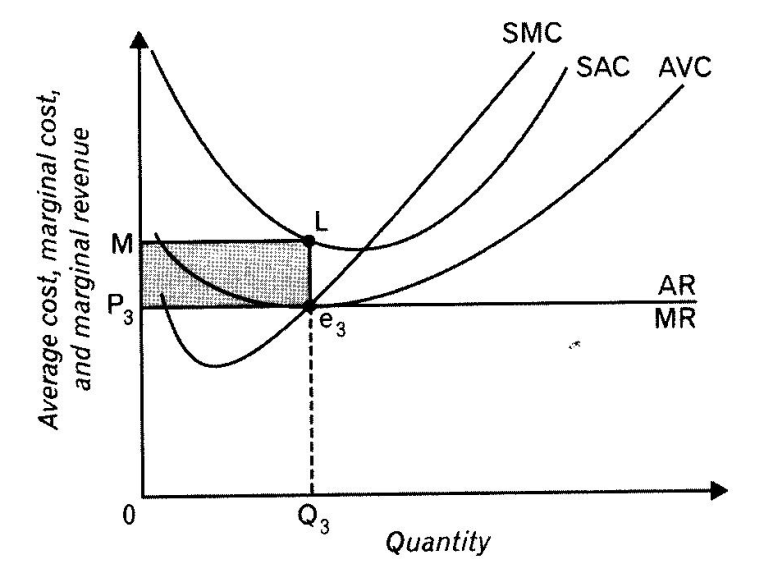 SMC
SAC AVC
Average cost, marginal cost,
and marginal revenue
L
M
P3
e3
AR
MR
0
Q3
Quantity